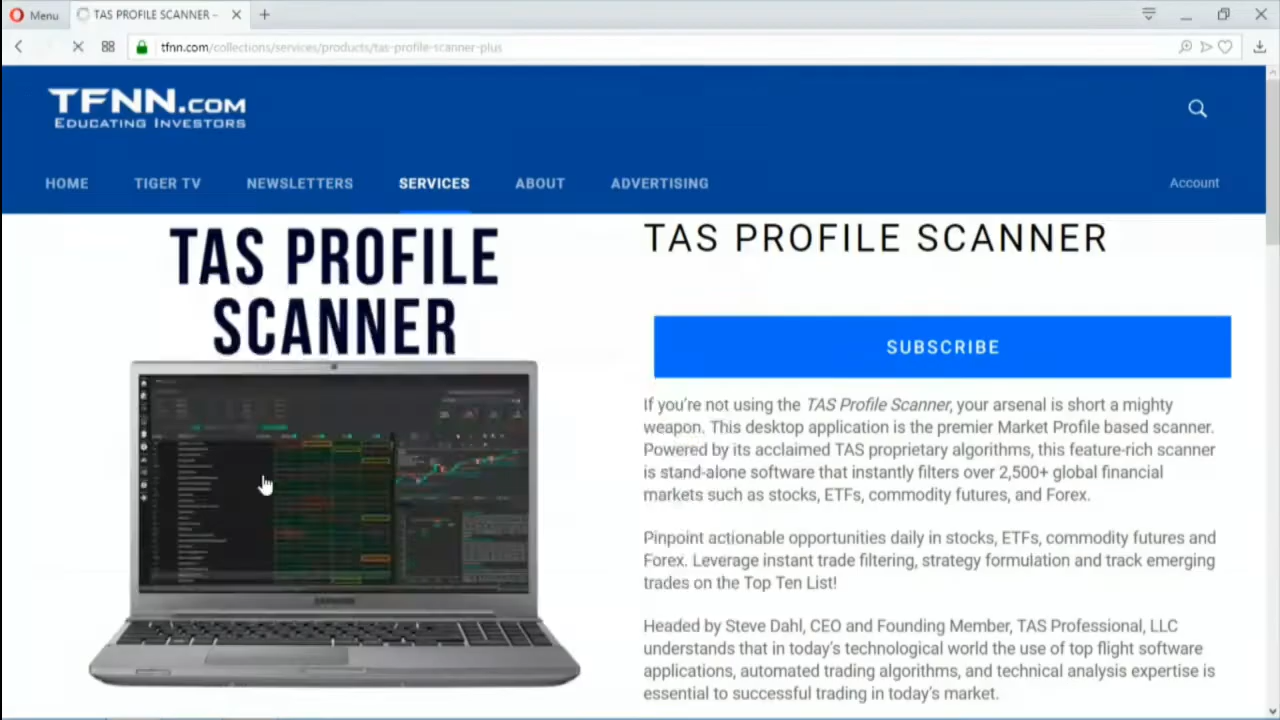 Menu
TAS PROFILE SCANNER –
tfnn.com/collections/services/products/tas-profile-scanner-plus
TFNN.COM
EDUCATING INVESTORS
HOME
TIGER TV
NEWSLETTERS
SERVICES
ABOUT
ADVERTISING
Account
TAS PROFILE
SCANNER
TAS PROFILE SCANNER
SUBSCRIBE
If you're not using the TAS Profile Scanner, your arsenal is short a mighty
weapon. This desktop application is the premier Market Profile based scanner.
Powered by its acclaimed TAS proprietary algorithms, this feature-rich scanner
is stand-alone software that instantly filters over 2,500+ global financial
markets such as stocks, ETFs, commodity futures, and Forex.
Pinpoint actionable opportunities daily in stocks, ETFs, commodity futures and
Forex. Leverage instant trade filtering, strategy formulation and track emerging
trades on the Top Ten List!
Headed by Steve Dahl, CEO and Founding Member, TAS Professional, LLC
understands that in today's technological world the use of top flight software
applications, automated trading algorithms, and technical analysis expertise is
essential to successful trading in today's market.